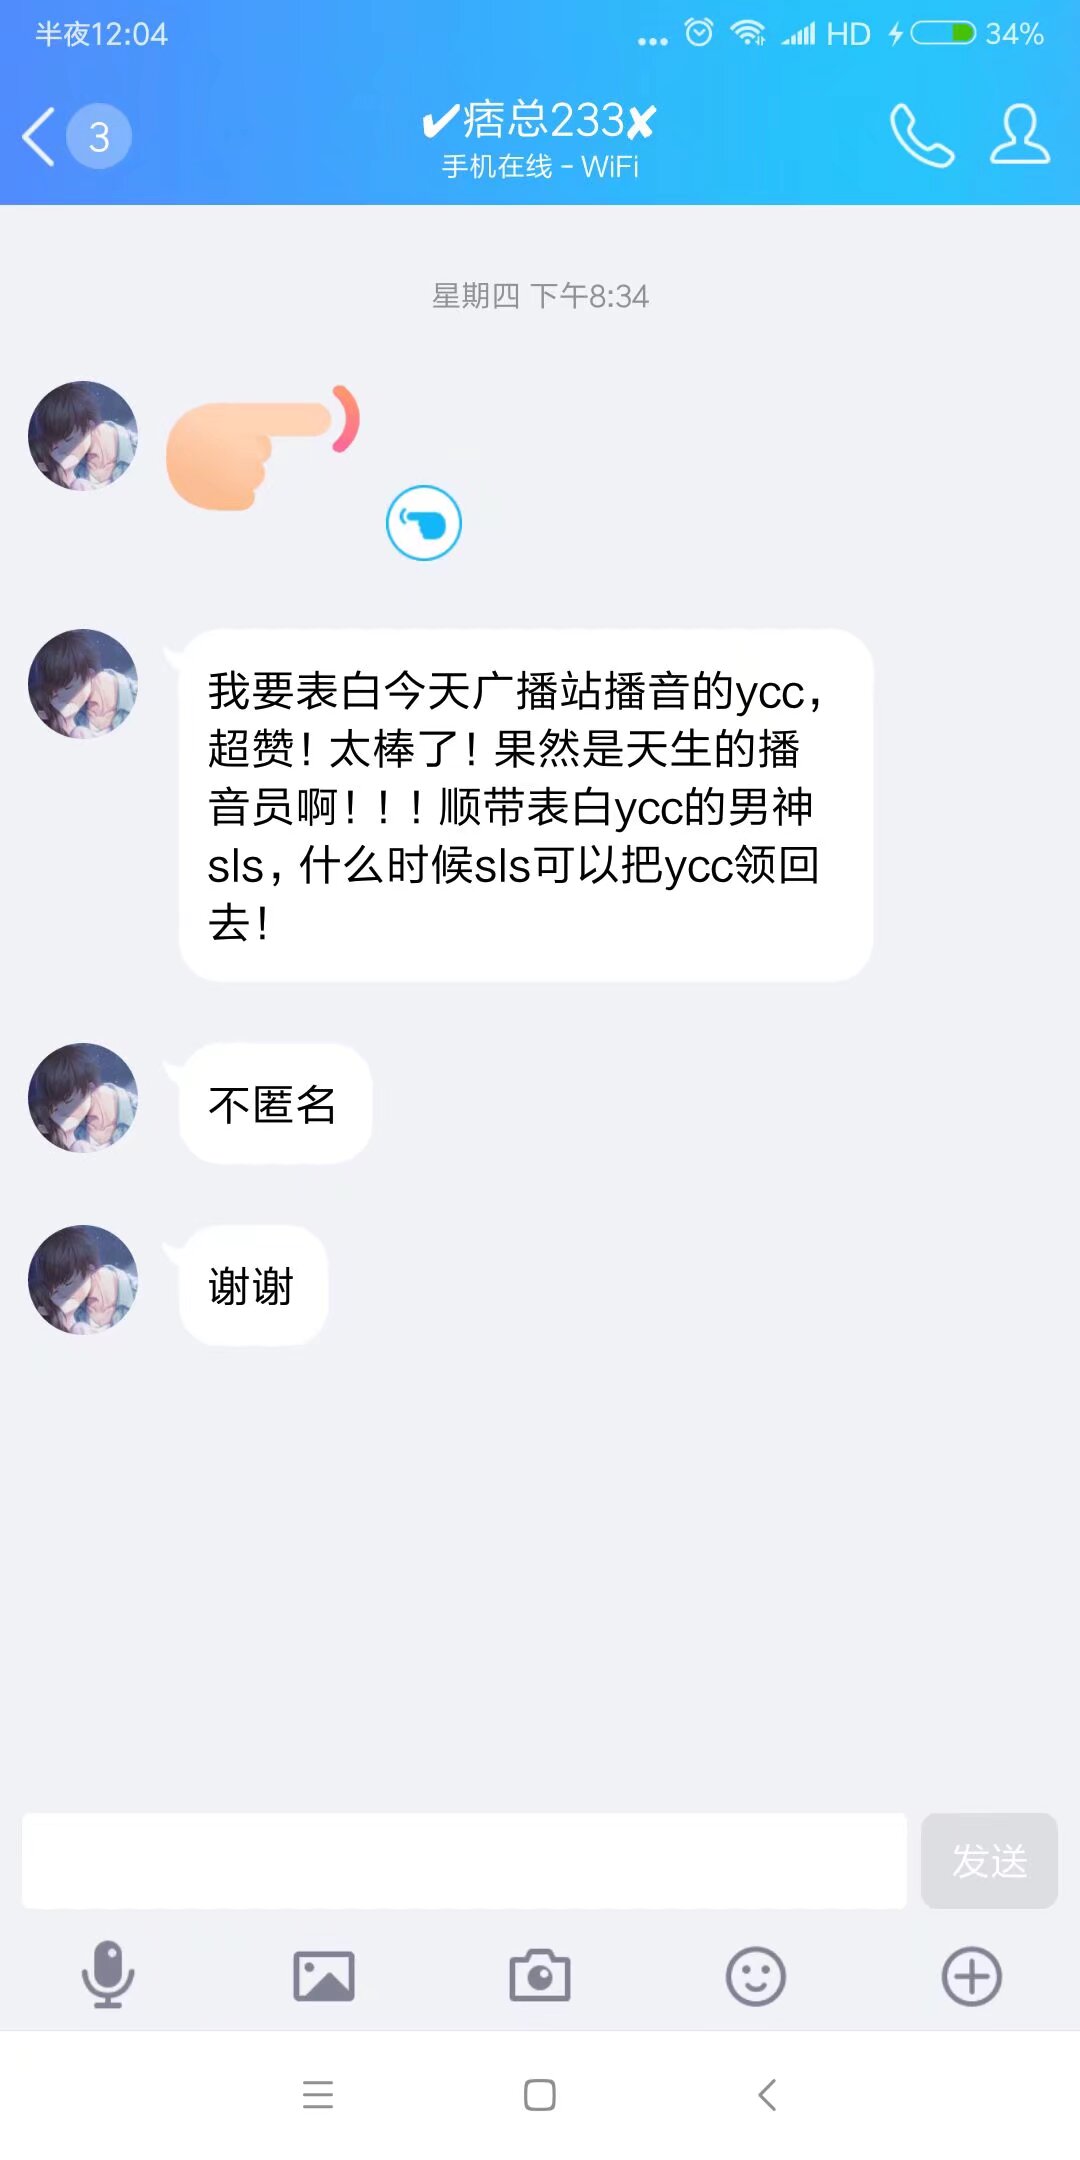 半夜12:04
HD
34%
3
✔痞总233✘
手机在线 - WiFi
星期四 下午8:34
我要表白今天广播站播音的ycc，
超赞！太棒了！果然是天生的播
音员啊！！！顺带表白ycc的男神
sls，什么时候sls可以把ycc领回
去！
不匿名
谢谢
发送